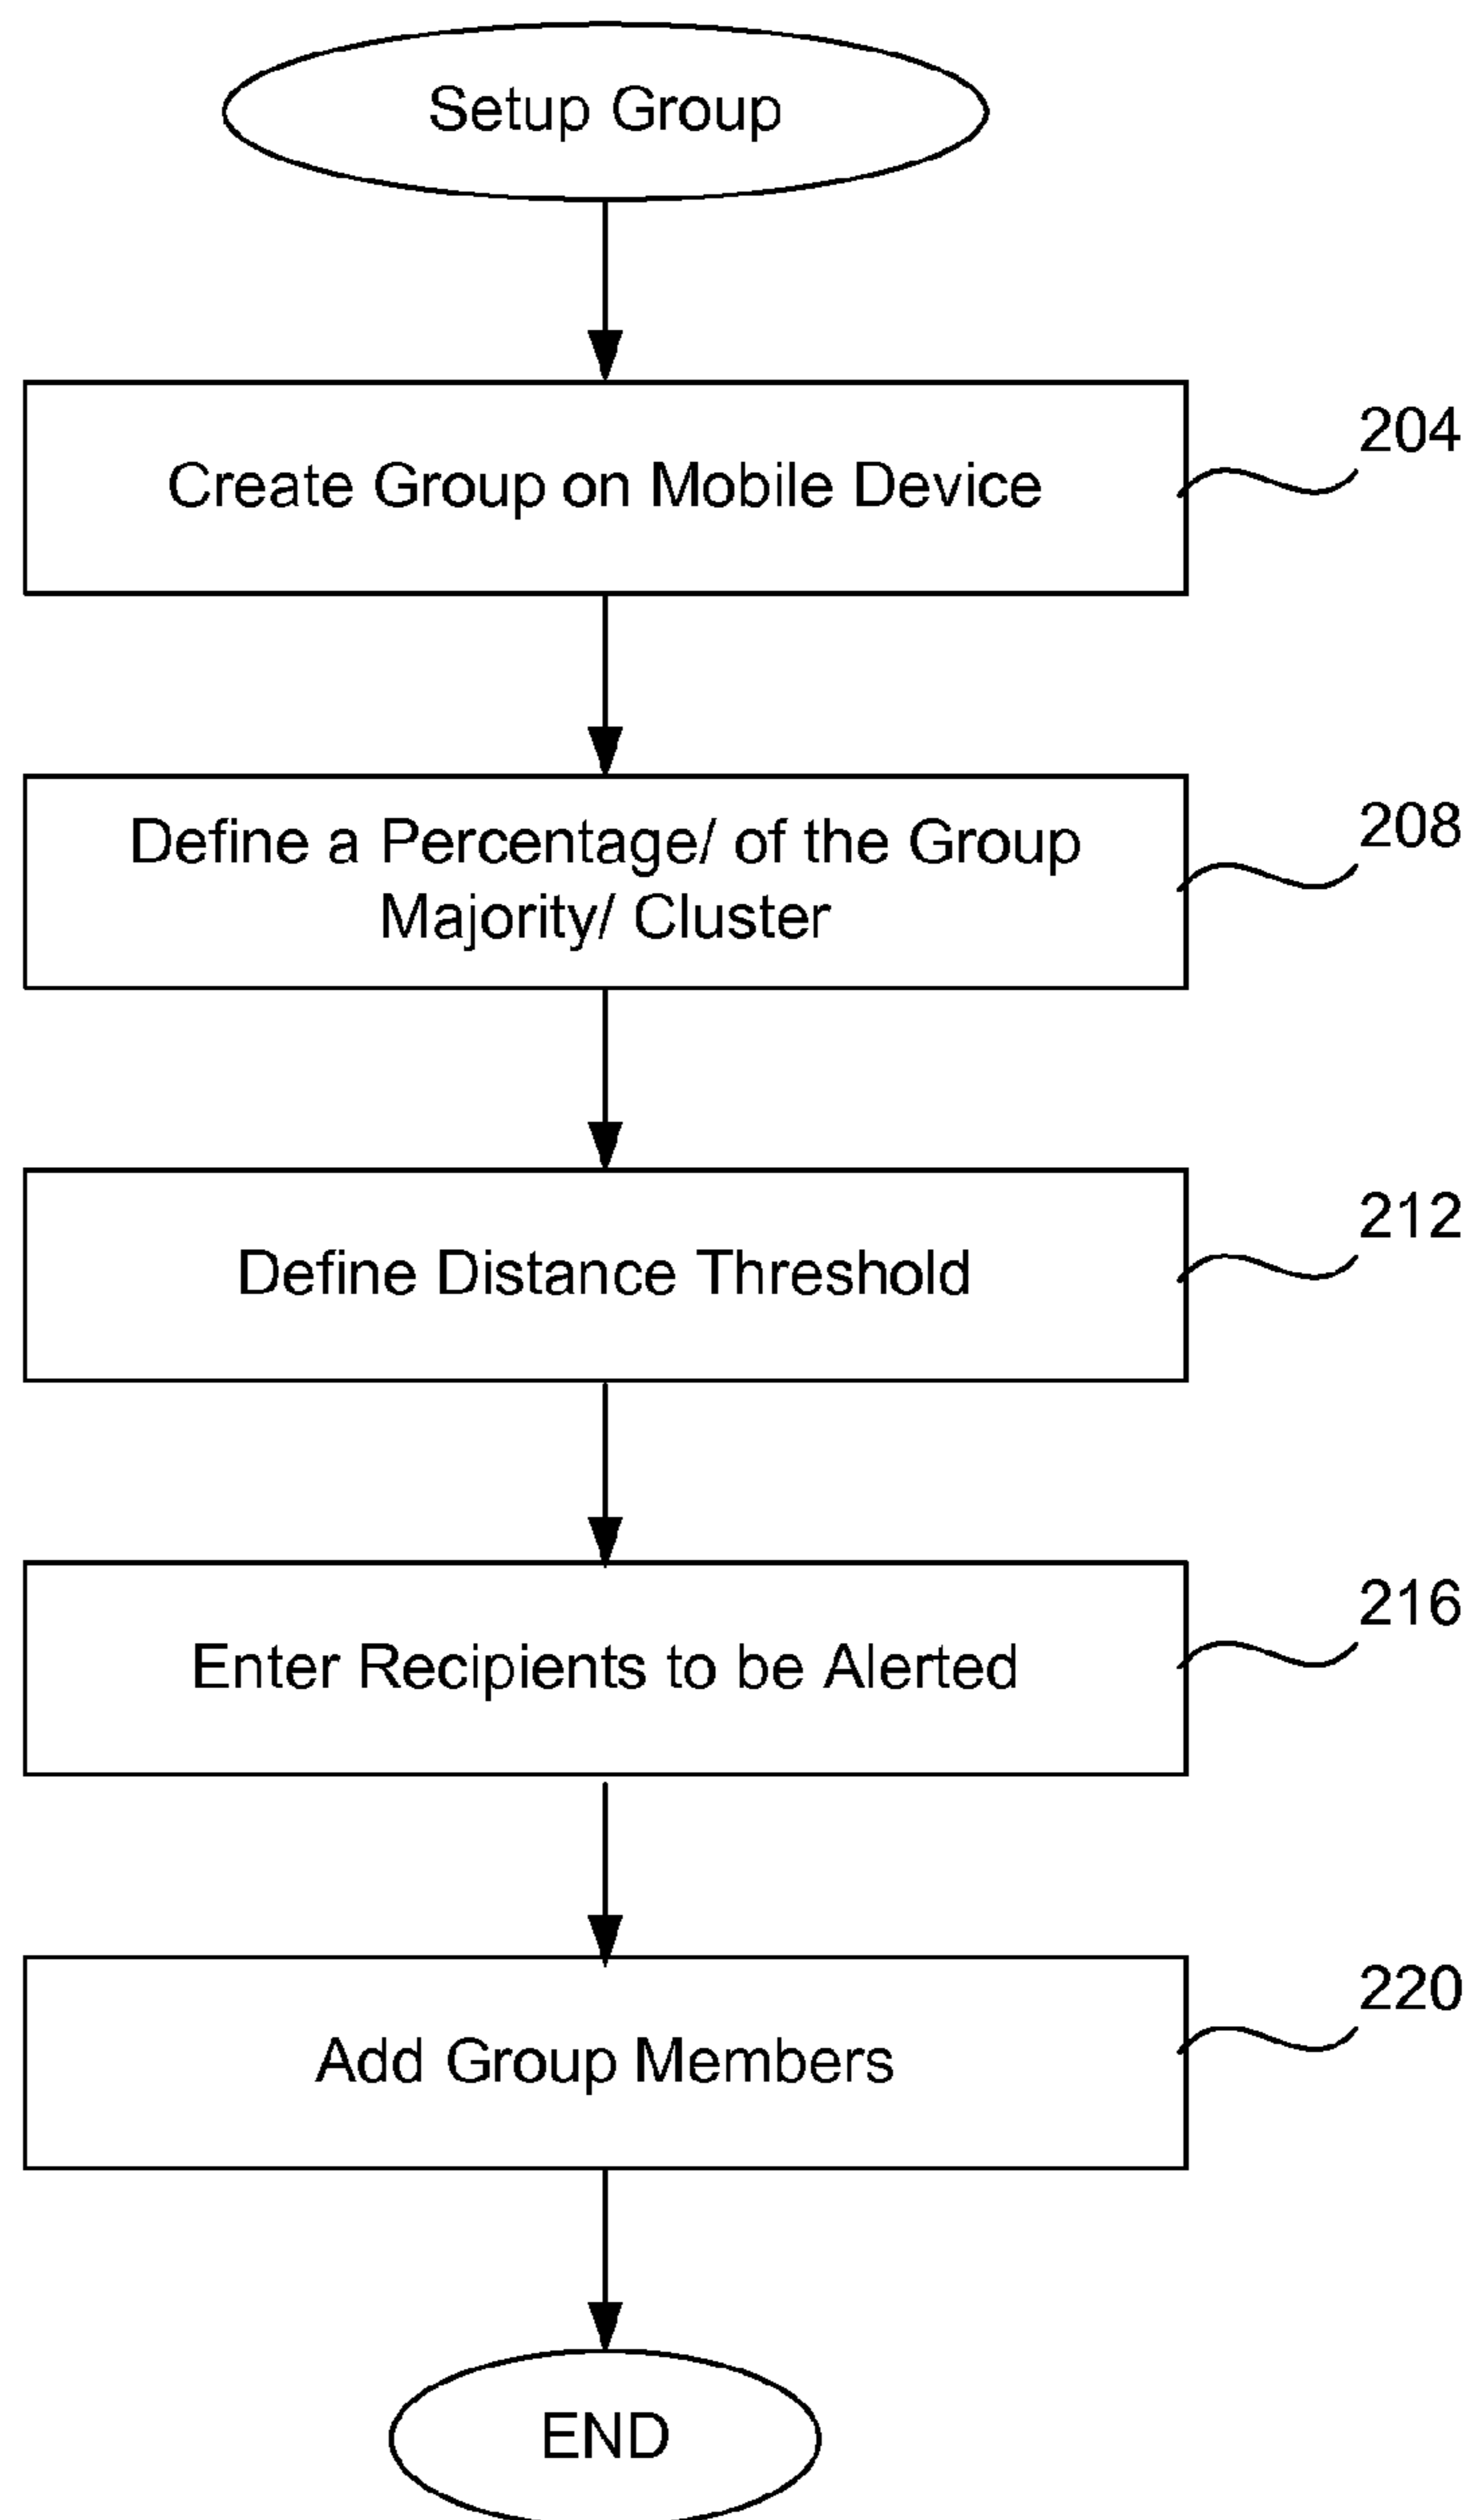 Setup Group
Create Group on Mobile Device
204
Define a Percentage/ of the Group
Majority/ Cluster
208
Define Distance Threshold
212
Enter Recipients to be Alerted
216
Add Group Members
220
END